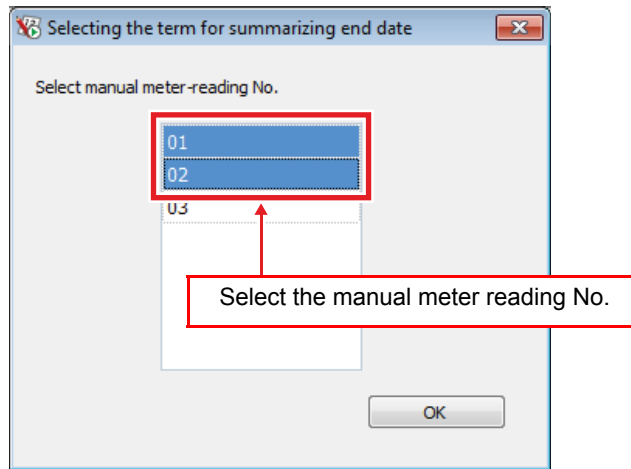 Selecting the term for summarizing end date
Select manual meter-reading No.
01
02
03
Select the manual meter reading No.
OK